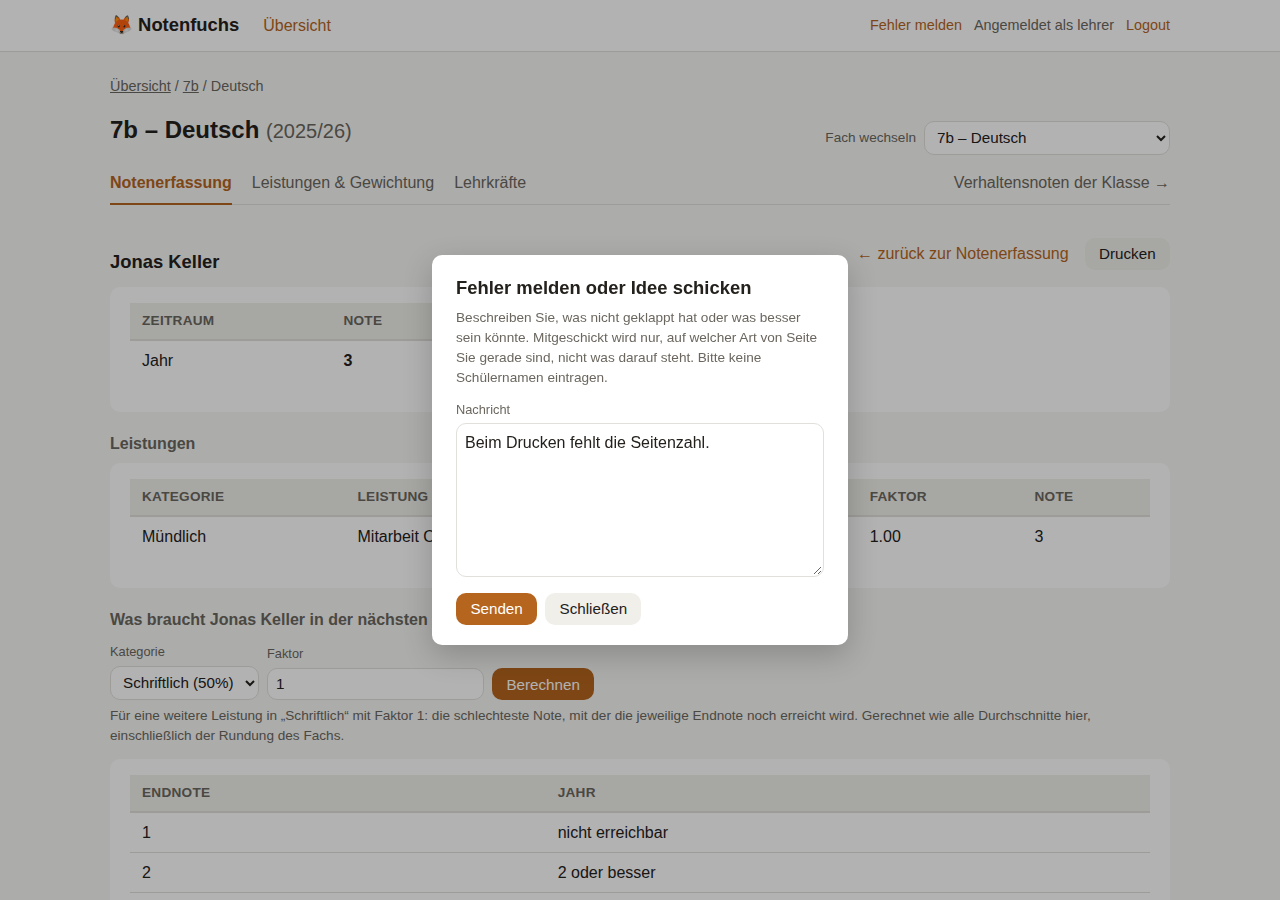 🦊 Notenfuchs Übersicht Fehler melden Angemeldet als lehrer Logout
Übersicht / 7b / Deutsch
7b – Deutsch (2025/26)
Fach wechseln 7b – Deutsch
Notenerfassung Leistungen & Gewichtung Lehrkräfte Verhaltensnoten der Klasse →
Jonas Keller
← zurück zur Notenerfassung Drucken
ZEITRAUM NOTE
Jahr 3
Fehler melden oder Idee schicken
Beschreiben Sie, was nicht geklappt hat oder was besser
sein könnte. Mitgeschickt wird nur, auf welcher Art von Seite
Sie gerade sind, nicht was darauf steht. Bitte keine
Schülernamen eintragen.
Nachricht
Beim Drucken fehlt die Seitenzahl.
Senden Schließen
Leistungen
KATEGORIE LEISTUNG FAKTOR NOTE
Mündlich Mitarbeit 1.00 3
Was braucht Jonas Keller in der nächsten
Kategorie Faktor
Schriftlich (50%) 1 Berechnen
Für eine weitere Leistung in „Schriftlich“ mit Faktor 1: die schlechteste Note, mit der die jeweilige Endnote noch erreicht wird. Gerechnet wie alle Durchschnitte hier,
einschließlich der Rundung des Fachs.
ENDNOTE JAHR
1 nicht erreichbar
2 2 oder besser